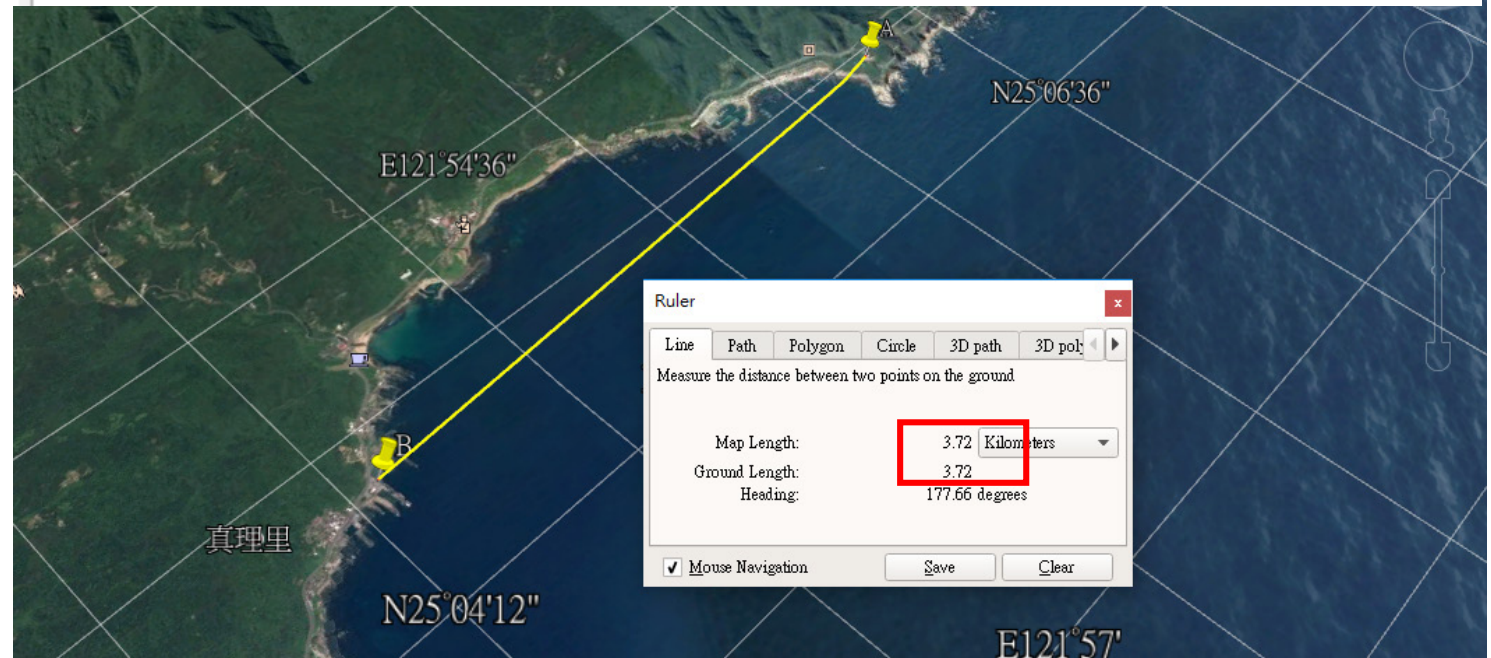 A
N25°06'36"
E121°54'36"
Ruler
x
Line Path Polygon Circle 3D path 3D poly
Measure the distance between two points on the ground
Map Length: 3.72 Kilometers
Ground Length: 3.72
Heading: 177.66 degrees
Mouse Navigation Save Clear
B
真理里
N25°04'12"
E121°57'